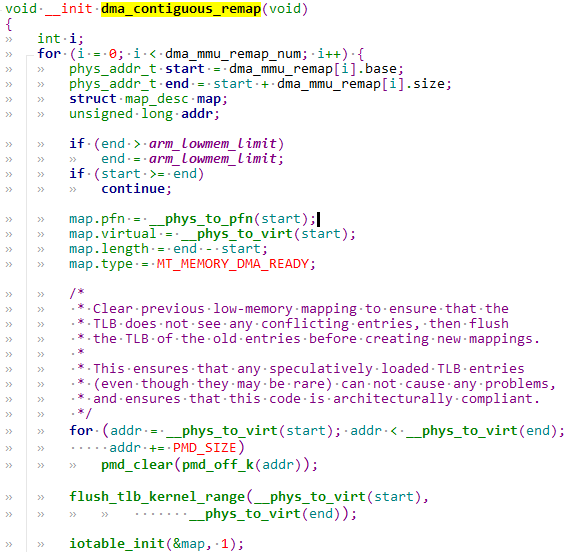 void __init dma_contiguous_remap(void)
{
    int i;
    for (i = 0; i < dma_mmu_remap_num; i++) {
        phys_addr_t start = dma_mmu_remap[i].base;
        phys_addr_t end = start + dma_mmu_remap[i].size;
        struct map_desc map;
        unsigned long addr;

        if (end > arm_lowmem_limit)
            end = arm_lowmem_limit;
        if (start >= end)
            continue;

        map.pfn = __phys_to_pfn(start);
        map.virtual = __phys_to_virt(start);
        map.length = end - start;
        map.type = MT_MEMORY_DMA_READY;

        /*
         * Clear previous low-memory mapping to ensure that the
         * TLB does not see any conflicting entries, then flush
         * the TLB of the old entries before creating new mappings.
         *
         * This ensures that any speculatively loaded TLB entries
         * (even though they may be rare) can not cause any problems,
         * and ensures that this code is architecturally compliant.
         */
        for (addr = __phys_to_virt(start); addr < __phys_to_virt(end);
             addr += PMD_SIZE)
            pmd_clear(pmd_off_k(addr));

        flush_tlb_kernel_range(__phys_to_virt(start),
                       __phys_to_virt(end));

        iotable_init(&map, 1);